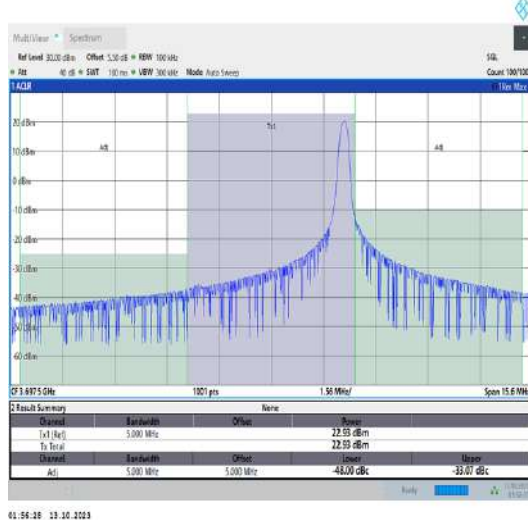 MultiView Spectrum
Ref Level 30.00 dBm Offset 5.50 dB RBW 100 kHz SGL
Att 40 dB SWT 100 ms VBW 300 kHz Mode Auto Sweep Count 100/100
1 ACLR
Tx1
Adj Adj
20 dBm
10 dBm
0 dBm
-10 dBm
-20 dBm
-30 dBm
-40 dBm
-60 dBm
CF 3.6975 GHz 1001 pts 1.56 MHz/ Span 15.6 MHz
2 Result Summary None
Channel Bandwidth Offset Power
Tx1 (Ref) 5.000 MHz 22.93 dBm
Tx Total 22.93 dBm
Channel Bandwidth Offset Lower Upper
Adj 5.000 MHz 5.000 MHz -48.00 dBc -33.07 dBc
Ready
01:56:28 13.10.2023